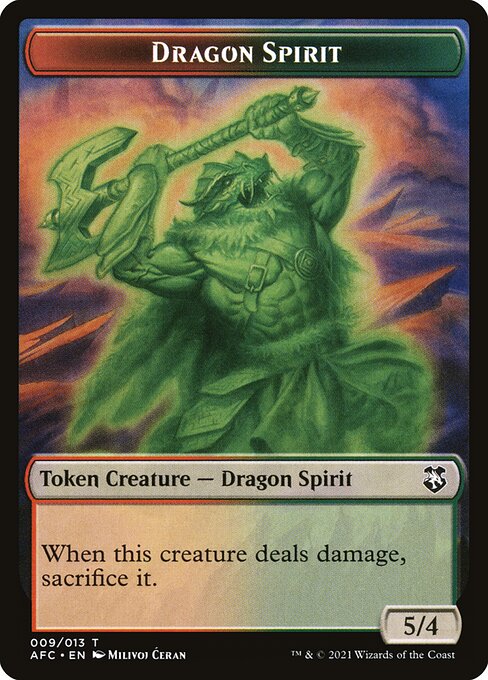 Dragon Spirit
Token Creature — Dragon Spirit
When this creature deals damage,
sacrifice it.
5/4
009/013 T
AFC • EN Milivoj Ćeran
™ & © 2021 Wizards of the Coast